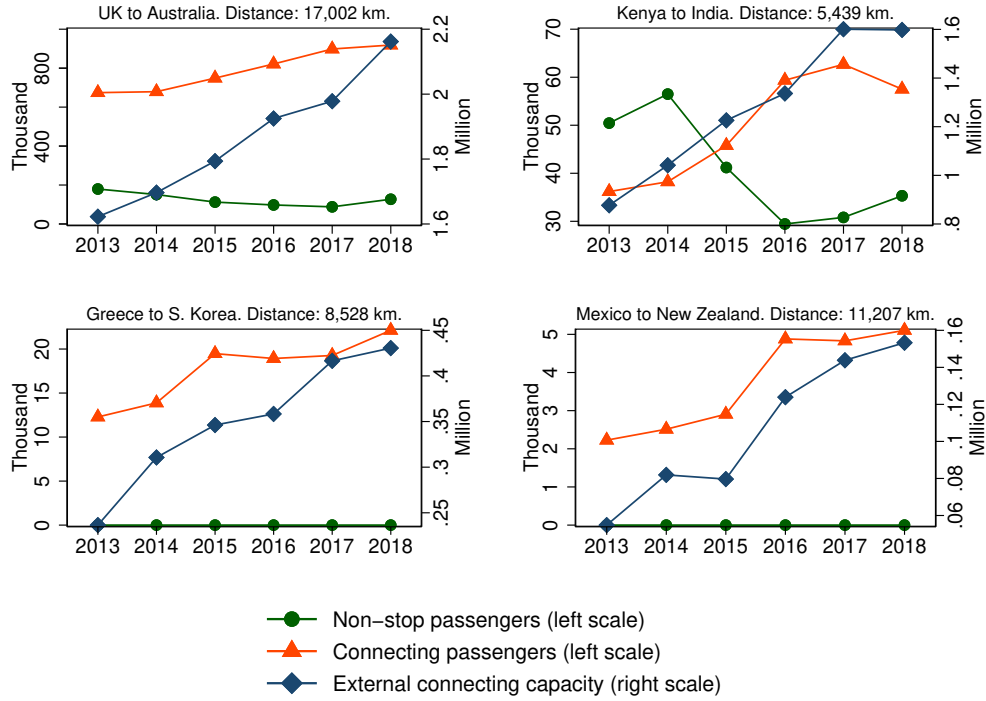 UK to Australia. Distance: 17,002 km.
Thousand
0
400
800
1.6
1.8
2
2.2
Million
2013 2014 2015 2016 2017 2018
Kenya to India. Distance: 5,439 km.
Thousand
30
40
50
60
70
.8
1
1.2
1.4
1.6
Million
2013 2014 2015 2016 2017 2018
Greece to S. Korea. Distance: 8,528 km.
Thousand
0
5
10
15
20
.25
.3
.35
.4
.45
Million
2013 2014 2015 2016 2017 2018
Mexico to New Zealand. Distance: 11,207 km.
Thousand
0
1
2
3
4
5
.06
.08
.1
.12
.14
.16
Million
2013 2014 2015 2016 2017 2018
Non−stop passengers (left scale)
Connecting passengers (left scale)
External connecting capacity (right scale)